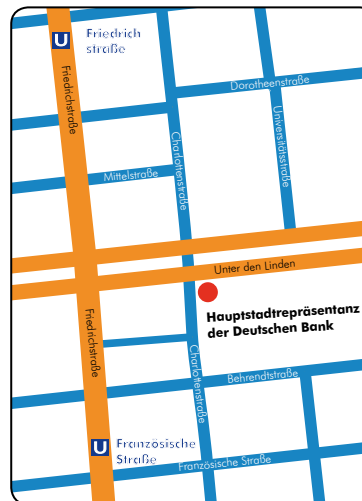 U Friedrich
straße
Friedrichstraße
Dorotheenstraße
Charlottenstraße
Universitätsstraße
Mittelstraße
Unter den Linden
Hauptstadtrepräsentanz
der Deutschen Bank
Friedrichstraße
Charlottenstraße
Behrendtstraße
U Französische
Straße
Französische Straße